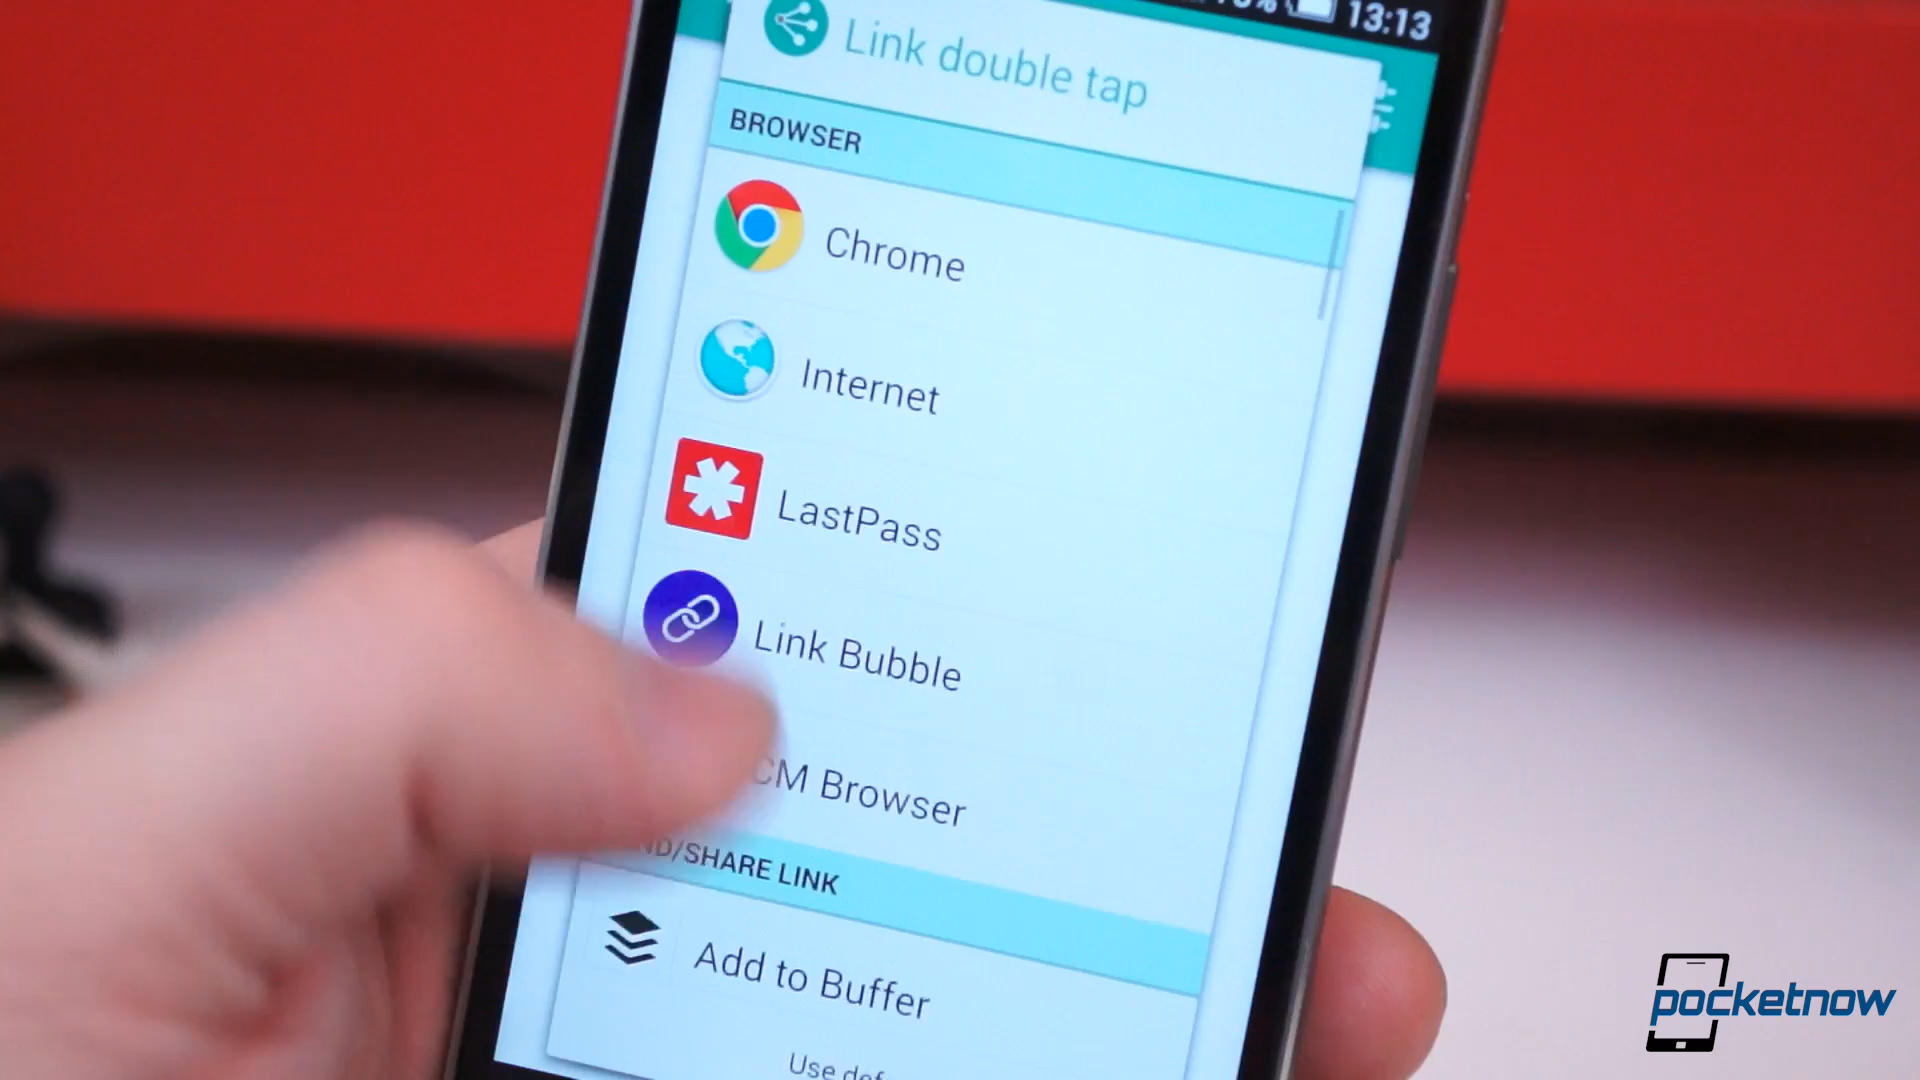 13:13
Link double tap
BROWSER
Chrome
Internet
LastPass
Link Bubble
CM Browser
/SHARE LINK
Add to Buffer
Use
pocketnow